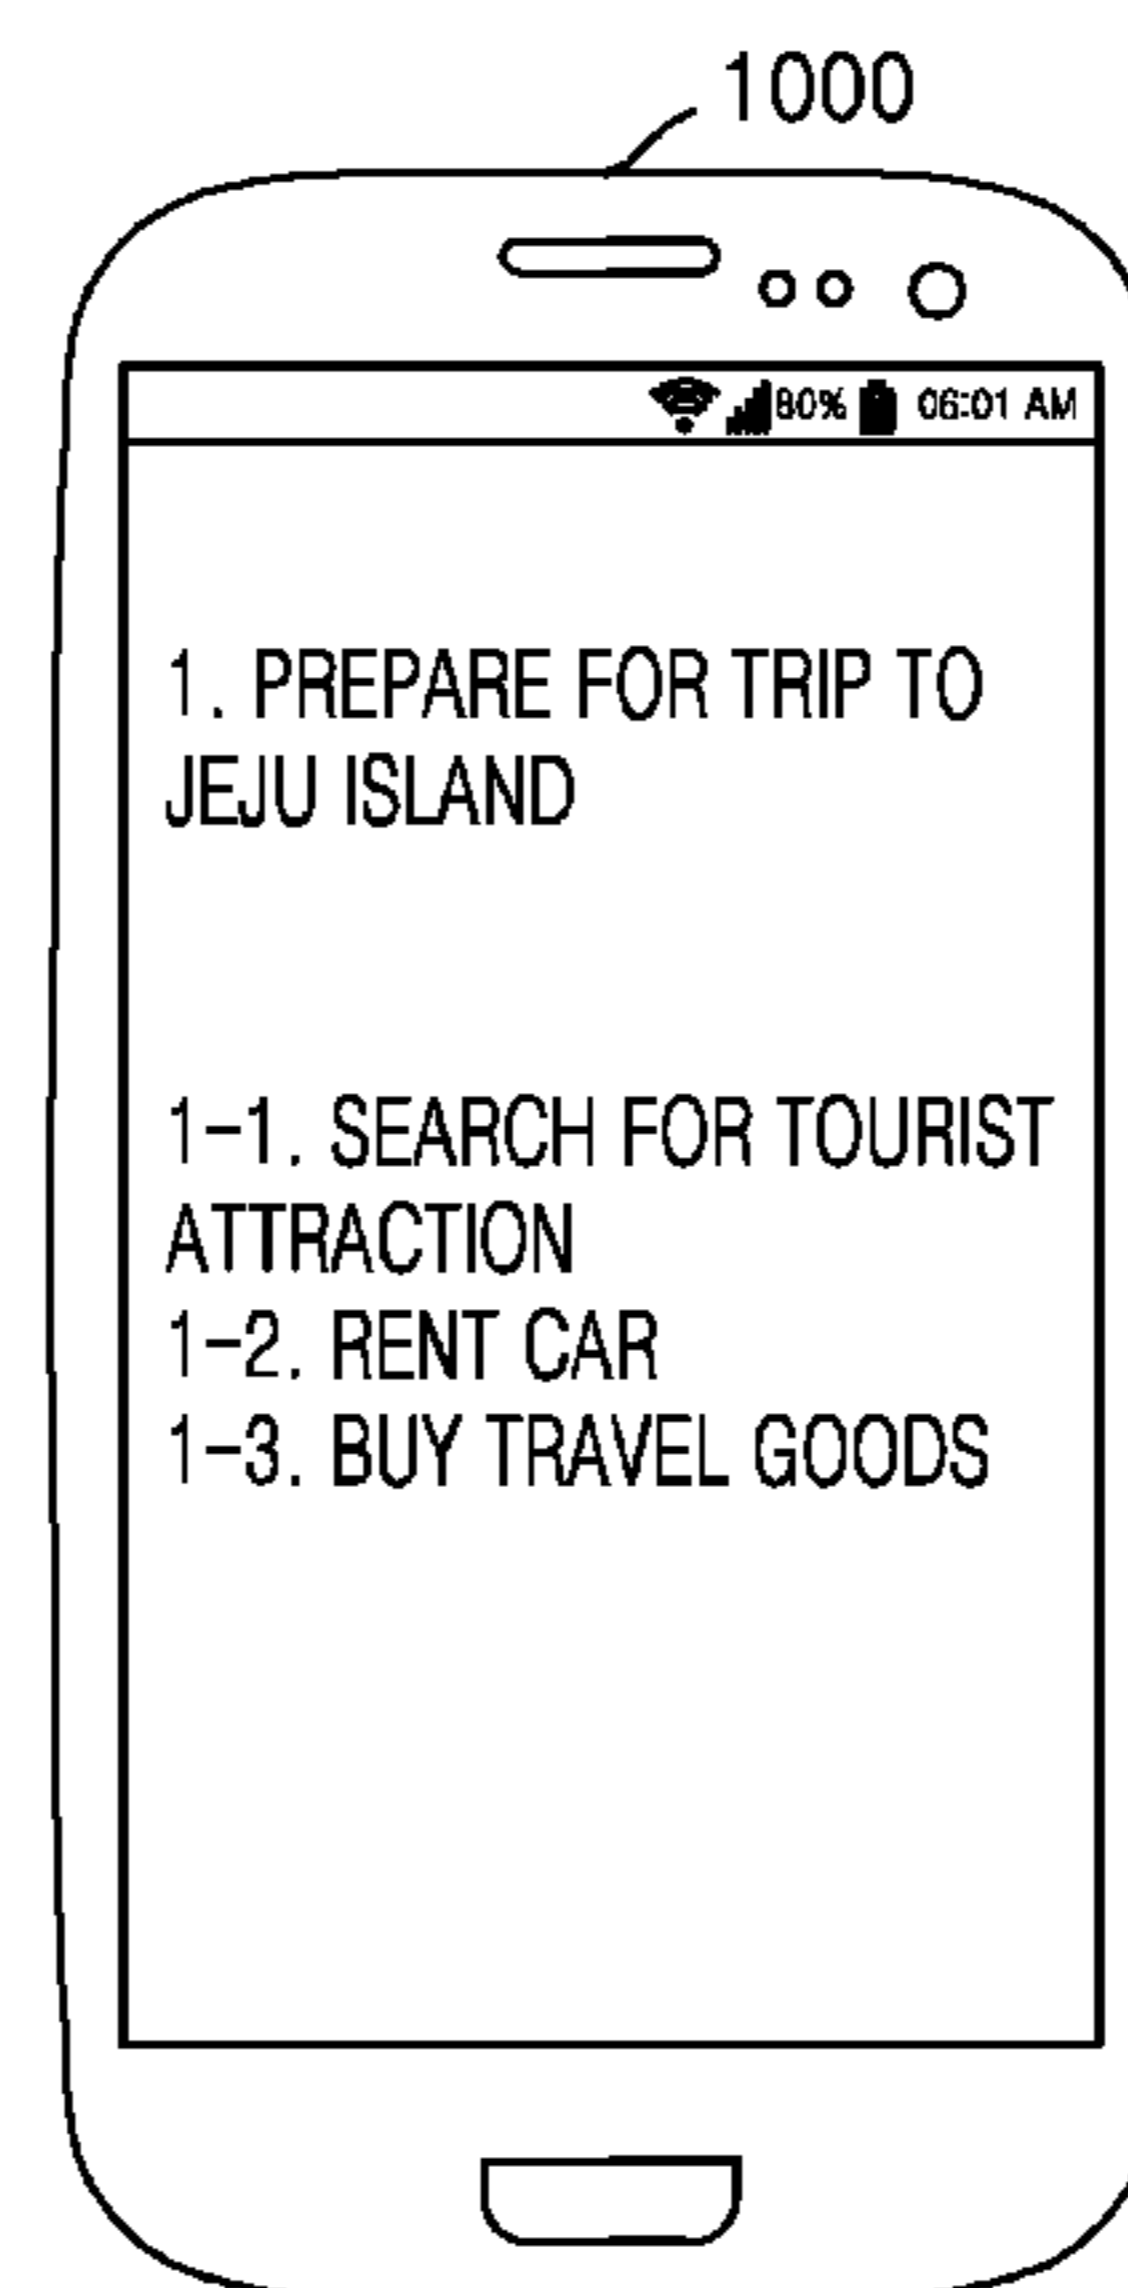 1000
80% 06:01 AM
1. PREPARE FOR TRIP TO
JEJU ISLAND
1-1. SEARCH FOR TOURIST
ATTRACTION
1-2. RENT CAR
1-3. BUY TRAVEL GOODS